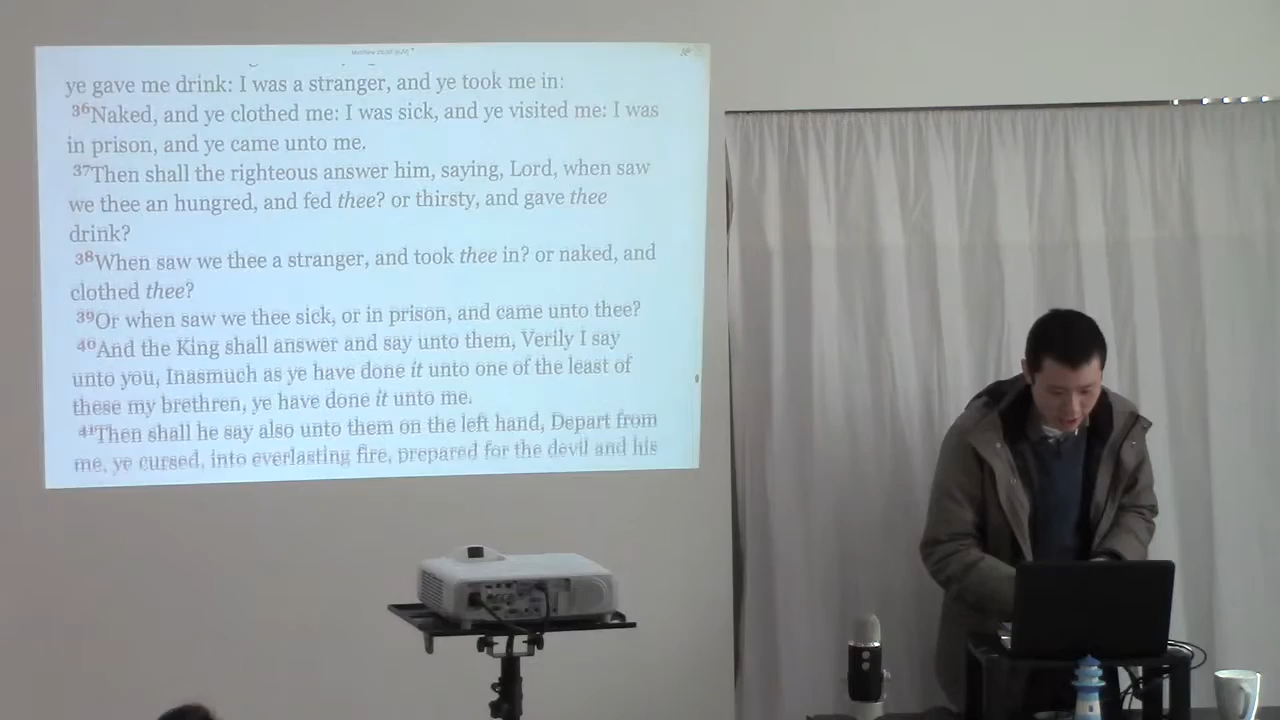 ye gave me drink: I was a stranger, and ye took me in:
36Naked, and ye clothed me: I was sick, and ye visited me: I was
in prison, and ye came unto me.
37Then shall the righteous answer him, saying, Lord, when saw
we thee an hungred, and fed thee? or thirsty, and gave thee
drink?
38When saw we thee a stranger, and took thee in? or naked, and
clothed thee?
39Or when saw we thee sick, or in prison, and came unto thee?
40And the King shall answer and say unto them, Verily I say
unto you, Inasmuch as ye have done it unto one of the least of
these my brethren, ye have done it unto me.
41Then shall he say also unto them on the left hand, Depart from
me, ye cursed, into everlasting fire, prepared for the devil and his